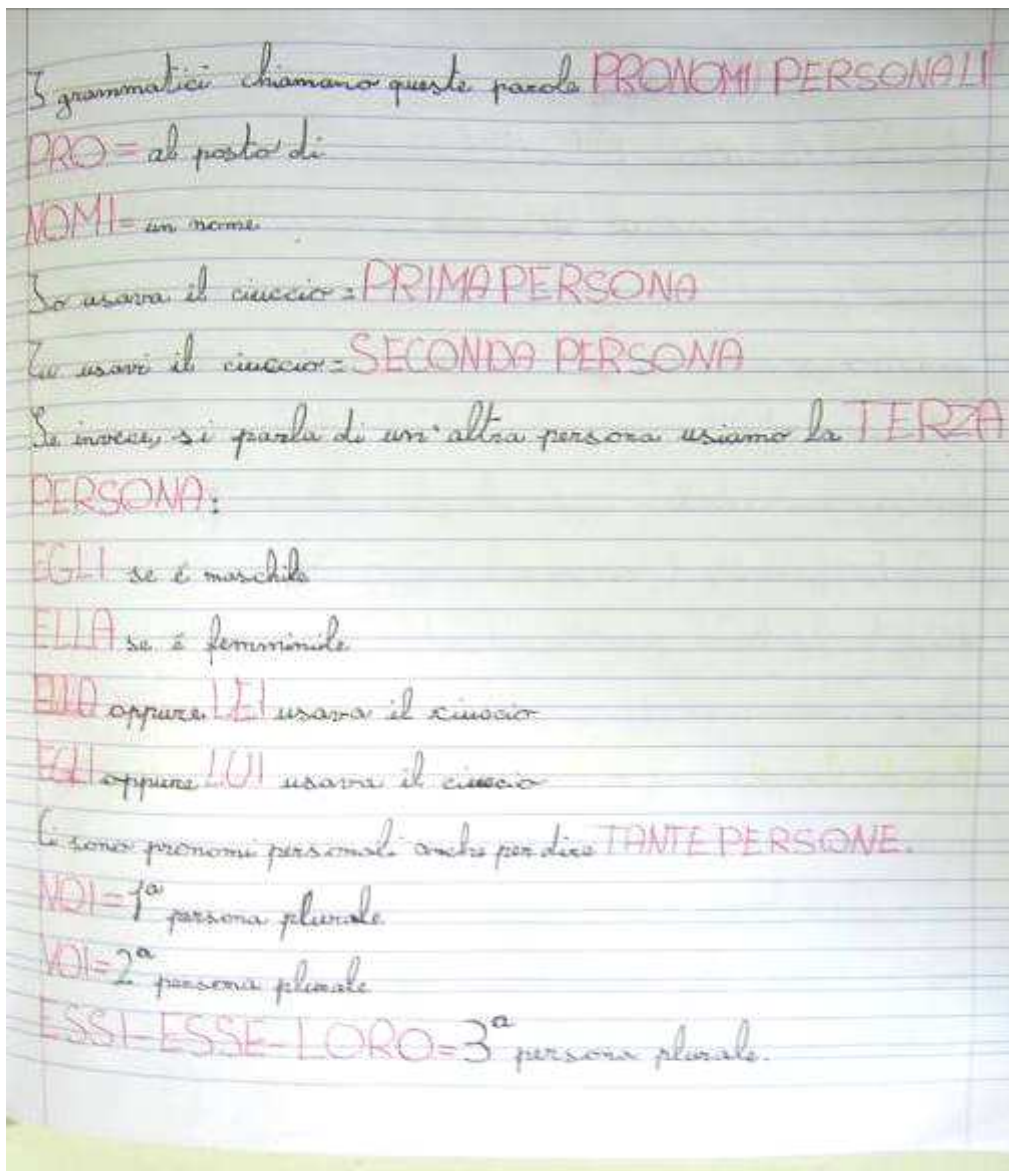 I grammatici chiamano queste parole PRONOMI PERSONALI
PRO = al posto di
NOMI = un nome
Io usavo il ciuccio = PRIMA PERSONA
Tu usavi il ciuccio = SECONDA PERSONA
Se invece, si parla di un'altra persona usiamo la TERZA
PERSONA:
EGLI se é maschile
ELLA se é femminile
ELLA oppure LEI usava il ciuccio
EGLI oppure LUI usava il ciuccio
Ci sono pronomi personali anche per dire TANTE PERSONE.
NOI = 1ª persona plurale
VOI = 2ª persona plurale
ESSI-ESSE-LORO = 3ª persona plurale.